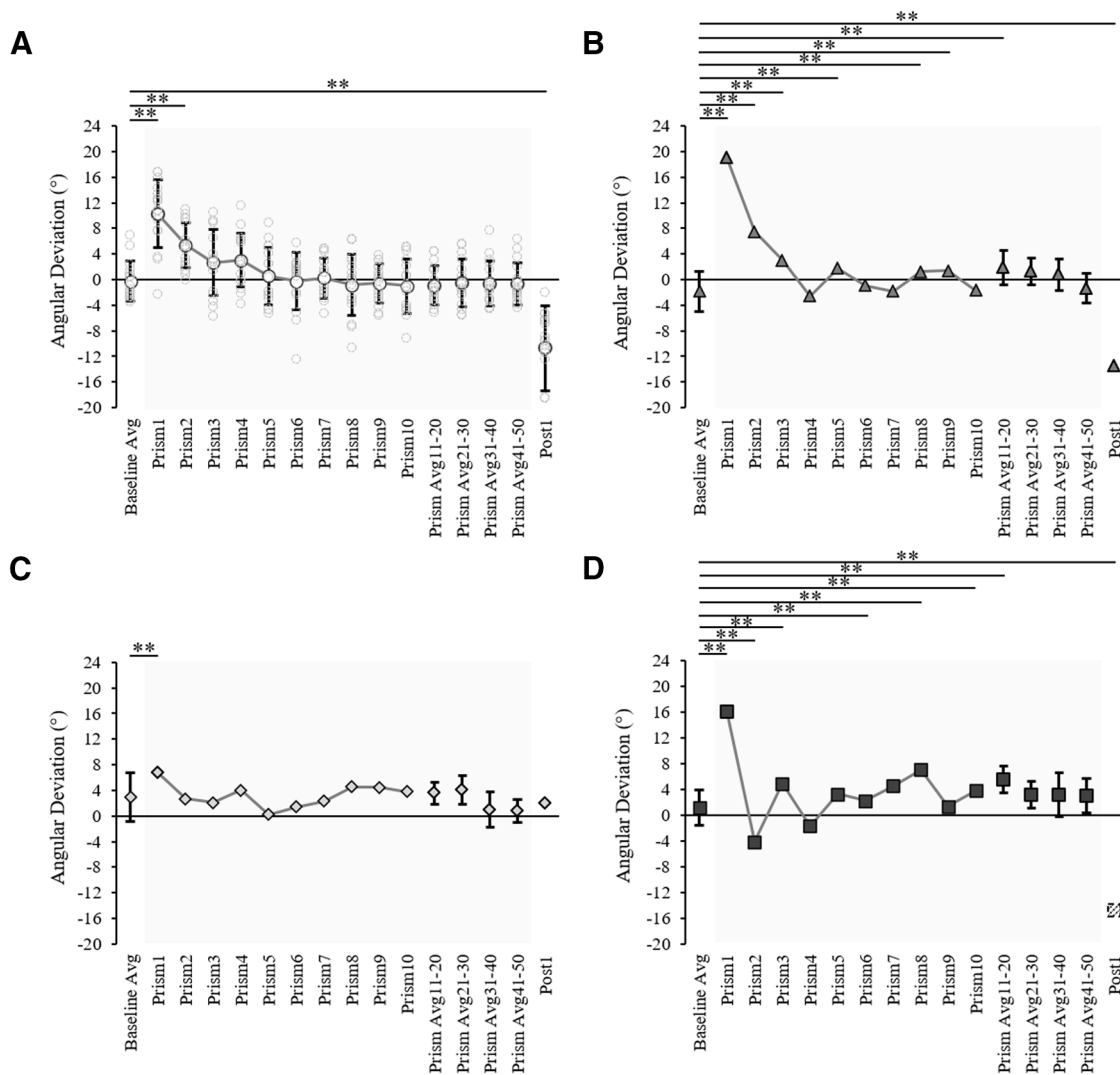 A
**
**
**
24
20
16
12
8
4
0
-4
-8
-12
-16
-20
Angular Deviation (°)
Baseline Avg
Prism1
Prism2
Prism3
Prism4
Prism5
Prism6
Prism7
Prism8
Prism9
Prism10
Prism Avg11-20
Prism Avg21-30
Prism Avg31-40
Prism Avg41-50
Post1
B
**
**
**
**
**
**
**
**
24
20
16
12
8
4
0
-4
-8
-12
-16
-20
Angular Deviation (°)
Baseline Avg
Prism1
Prism2
Prism3
Prism4
Prism5
Prism6
Prism7
Prism8
Prism9
Prism10
Prism Avg11-20
Prism Avg21-30
Prism Avg31-40
Prism Avg41-50
Post1
C
**
24
20
16
12
8
4
0
-4
-8
-12
-16
-20
Angular Deviation (°)
Baseline Avg
Prism1
Prism2
Prism3
Prism4
Prism5
Prism6
Prism7
Prism8
Prism9
Prism10
Prism Avg11-20
Prism Avg21-30
Prism Avg31-40
Prism Avg41-50
Post1
D
**
**
**
**
**
**
**
**
24
20
16
12
8
4
0
-4
-8
-12
-16
-20
Angular Deviation (°)
Baseline Avg
Prism1
Prism2
Prism3
Prism4
Prism5
Prism6
Prism7
Prism8
Prism9
Prism10
Prism Avg11-20
Prism Avg21-30
Prism Avg31-40
Prism Avg41-50
Post1